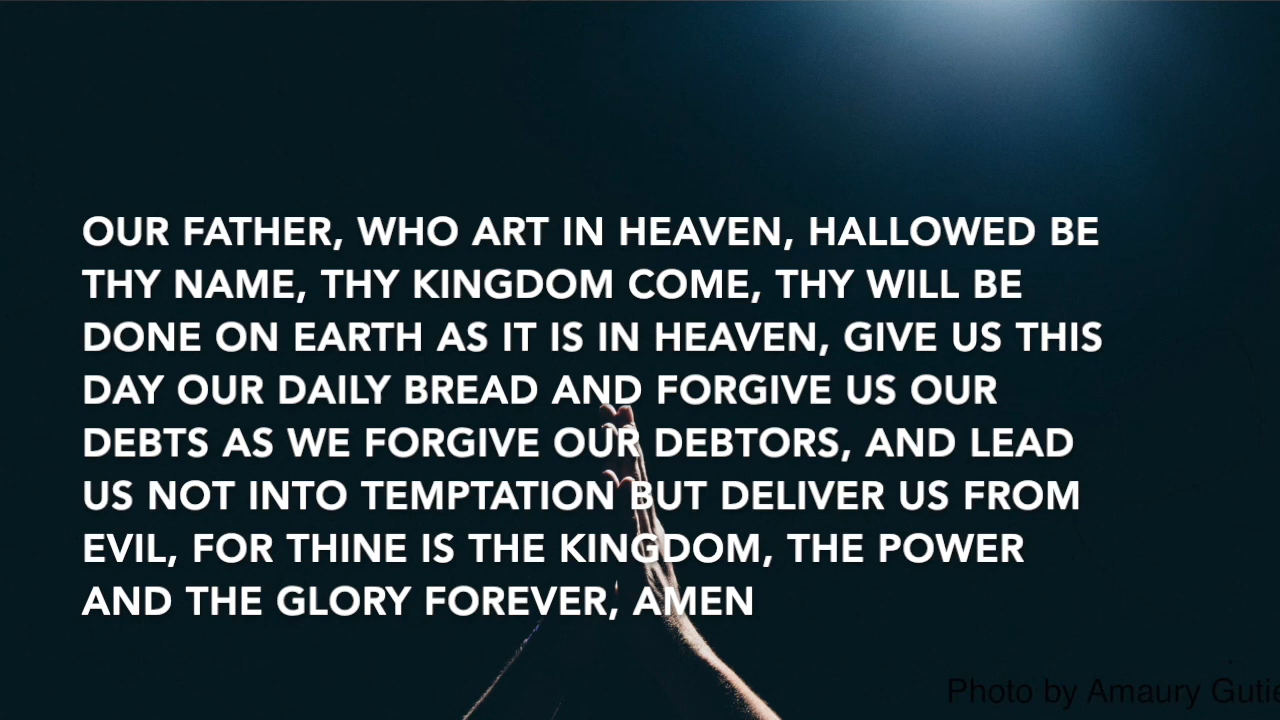 OUR FATHER, WHO ART IN HEAVEN, HALLOWED BE
THY NAME, THY KINGDOM COME, THY WILL BE
DONE ON EARTH AS IT IS IN HEAVEN, GIVE US THIS
DAY OUR DAILY BREAD AND FORGIVE US OUR
DEBTS AS WE FORGIVE OUR DEBTORS, AND LEAD
US NOT INTO TEMPTATION BUT DELIVER US FROM
EVIL, FOR THINE IS THE KINGDOM, THE POWER
AND THE GLORY FOREVER, AMEN
Photo by Amaury